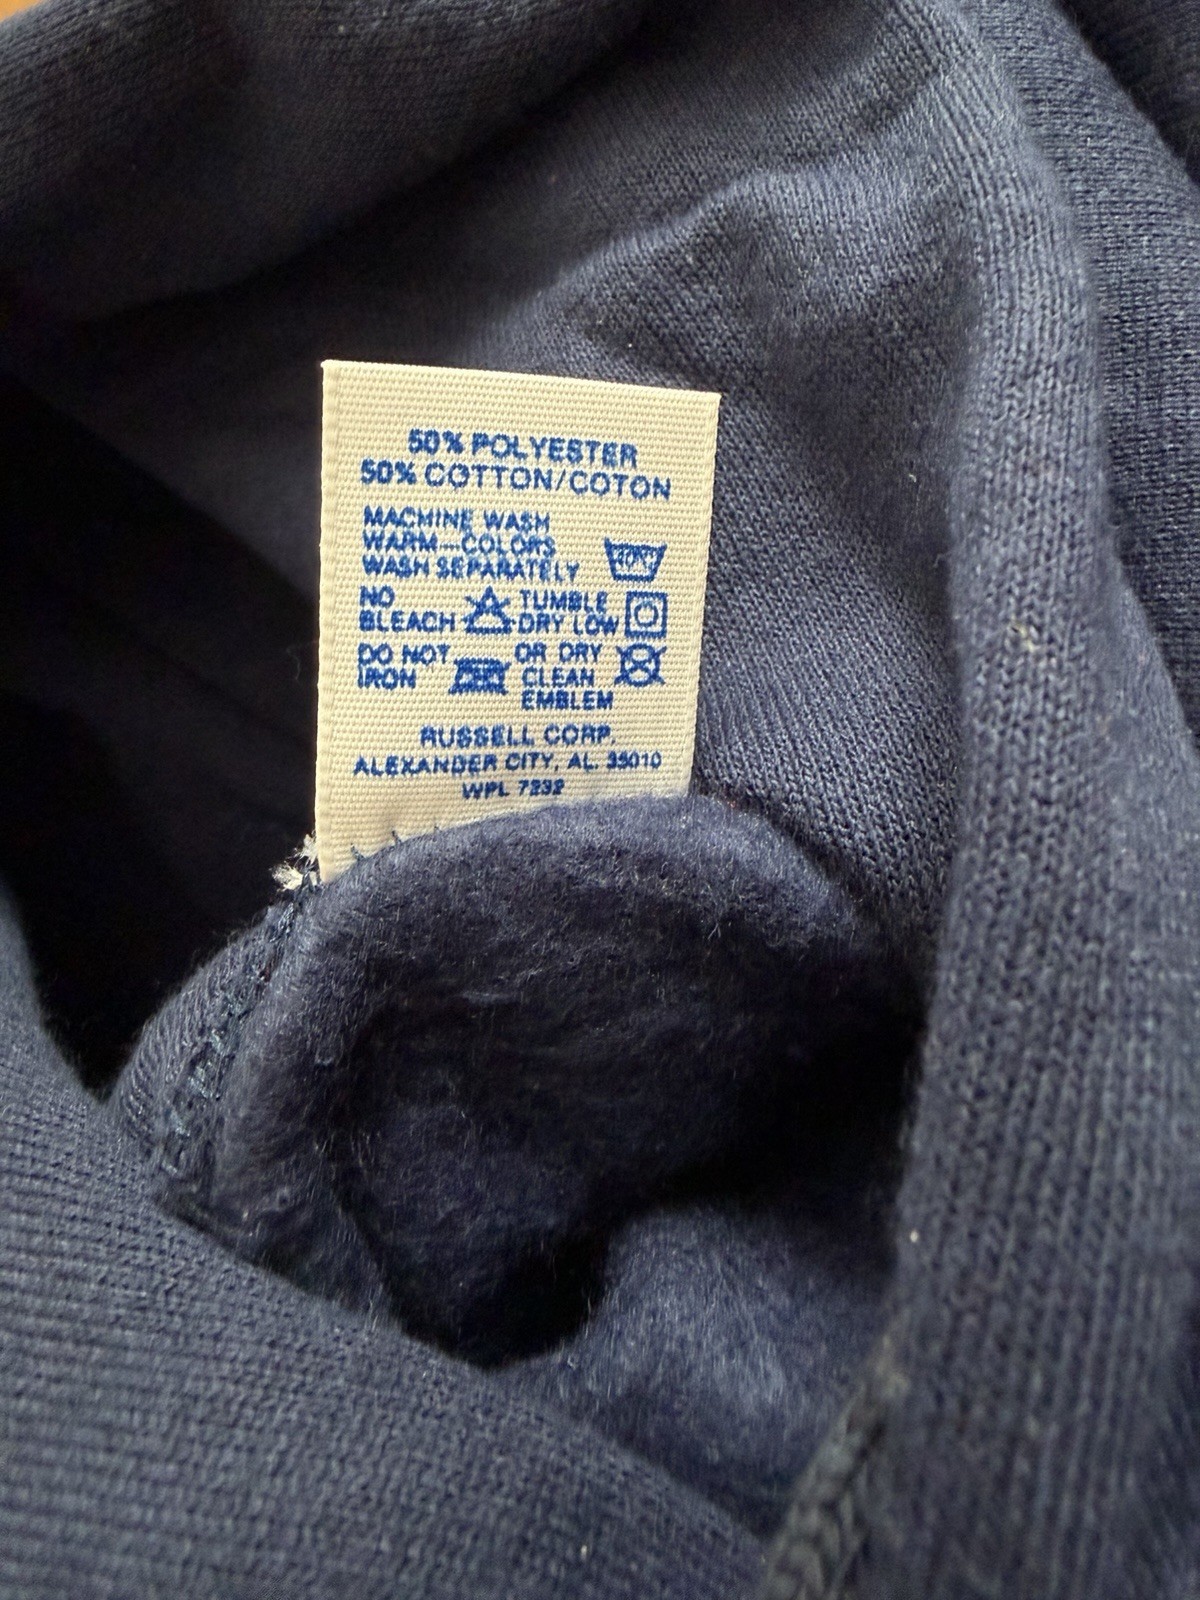 50% POLYESTER
50% COTTON/COTON
MACHINE WASH
WARM—COLORS
WASH SEPARATELY
40°C
NO
BLEACH
TUMBLE
DRY LOW
DO NOT
IRON
OR DRY
CLEAN
EMBLEM
RUSSELL CORP.
ALEXANDER CITY, AL. 35010
WPL 7232